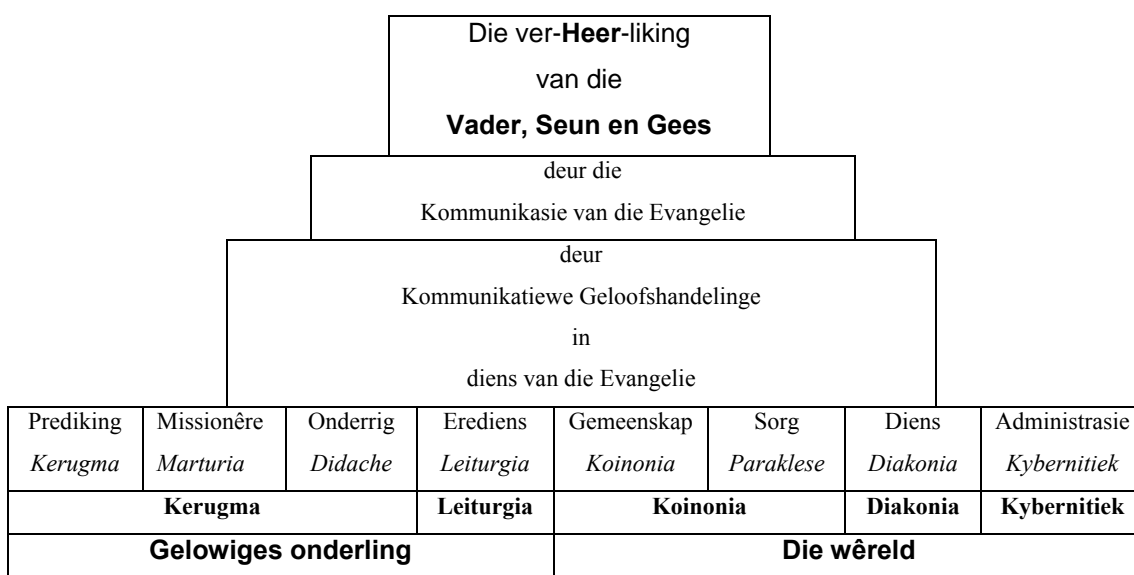 Die ver-Heer-liking
van die
Vader, Seun en Gees
deur die
Kommunikasie van die Evangelie
deur
Kommunikatiewe Geloofshandelinge
in
diens van die Evangelie
Prediking Missionêre Onderrig Erediens Gemeenskap Sorg Diens Administrasie
Kerugma Marturia Didache Leiturgia Koinonia Paraklese Diakonia Kybernitiek
Kerugma Leiturgia Koinonia Diakonia Kybernitiek
Gelowiges onderling Die wêreld